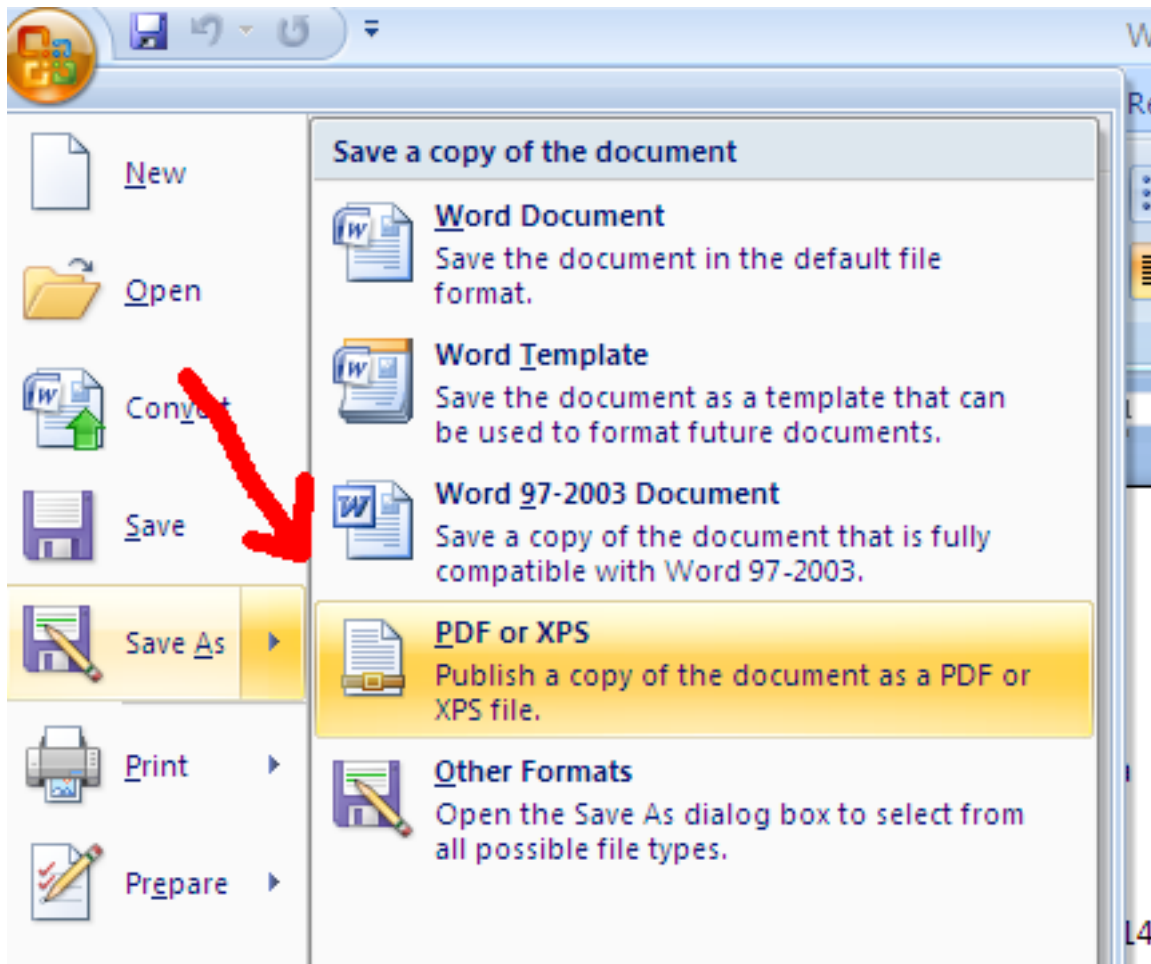 W
Re
New
Open
Convert
Save
Save As
Print
Prepare
Save a copy of the document
Word Document
Save the document in the default file
format.
Word Template
Save the document as a template that can
be used to format future documents.
Word 97-2003 Document
Save a copy of the document that is fully
compatible with Word 97-2003.
PDF or XPS
Publish a copy of the document as a PDF or
XPS file.
Other Formats
Open the Save As dialog box to select from
all possible file types.
14